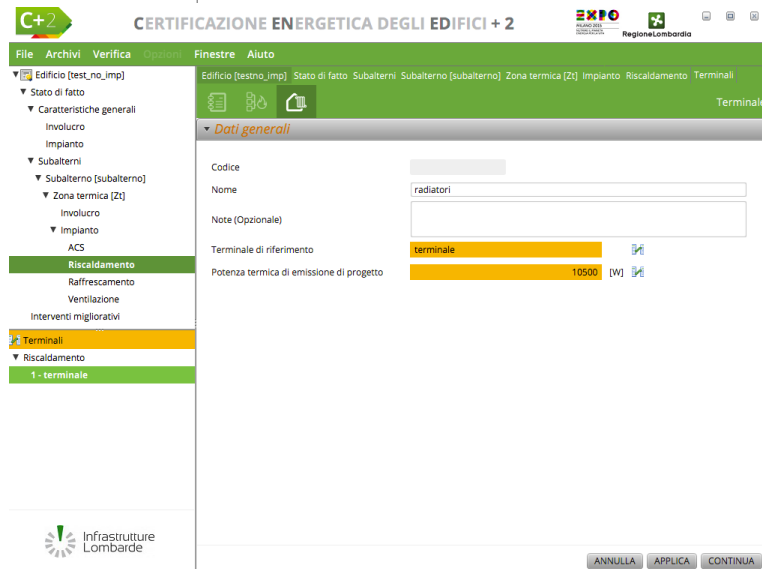 C+2
CERTIFICAZIONE ENERGETICA DEGLI EDIFICI + 2
EXPO
MILANO 2015
RegioneLombardia
File Archivi Verifica Opzioni Finestre Aiuto
Edificio [test_no_imp]
Stato di fatto
Caratteristiche generali
Involucro
Impianto
Subalterni
Subalterno [subalterno]
Zona termica [Zt]
Involucro
Impianto
ACS
Riscaldamento
Raffrescamento
Ventilazione
Interventi migliorativi
Terminali
Riscaldamento
1 - terminale
Infrastrutture
Lombarde
Edificio [testno_imp] Stato di fatto Subalterni Subalterno [subalterno] Zona termica [Zt] Impianto Riscaldamento Terminali
Terminale
Dati generali
Codice
Nome radiatori
Note (Opzionale)
Terminale di riferimento terminale
Potenza termica di emissione di progetto 10500 [W]
ANNULLA APPLICA CONTINUA